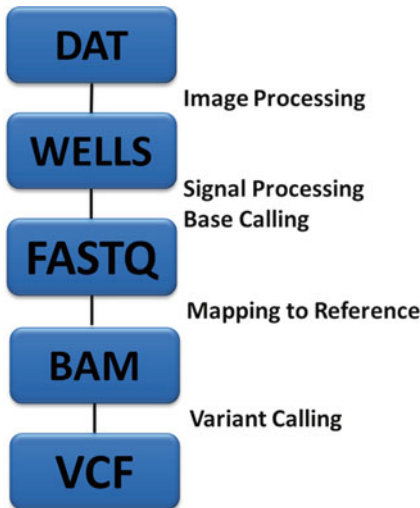 DAT
Image Processing
WELLS
Signal Processing
Base Calling
FASTQ
Mapping to Reference
BAM
Variant Calling
VCF